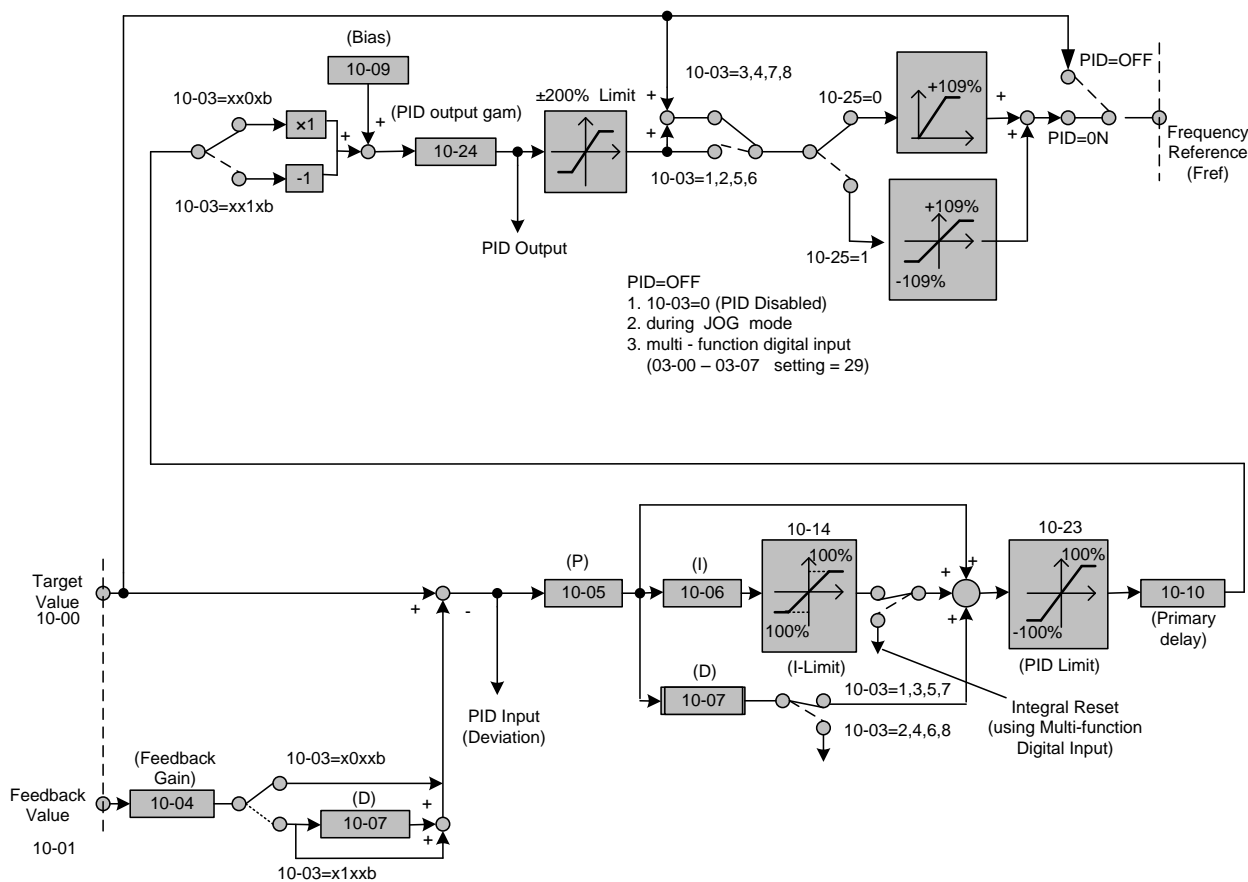 (Bias)
10-09
10-03=xx0xb
×1
+
+
-1
10-03=xx1xb
(PID output gam)
10-24
PID Output
±200% Limit
+
+
10-03=3,4,7,8
10-03=1,2,5,6
10-25=0
+109%
+
+
10-25=1
+109%
-109%
PID=OFF
PID=0N
Frequency
Reference
(Fref)
PID=OFF
1. 10-03=0 (PID Disabled)
2. during JOG mode
3. multi - function digital input
(03-00 – 03-07 setting = 29)
Target
Value
10-00
+
-
PID Input
(Deviation)
(P)
10-05
(I)
10-06
10-14
100%
100%
(I-Limit)
+
+
+
(D)
10-07
10-03=1,3,5,7
10-03=2,4,6,8
Integral Reset
(using Multi-function
Digital Input)
10-23
100%
-100%
(PID Limit)
10-10
(Primary
delay)
Feedback
Value
10-01
(Feedback
Gain)
10-04
10-03=x0xxb
(D)
10-07
+
+
10-03=x1xxb